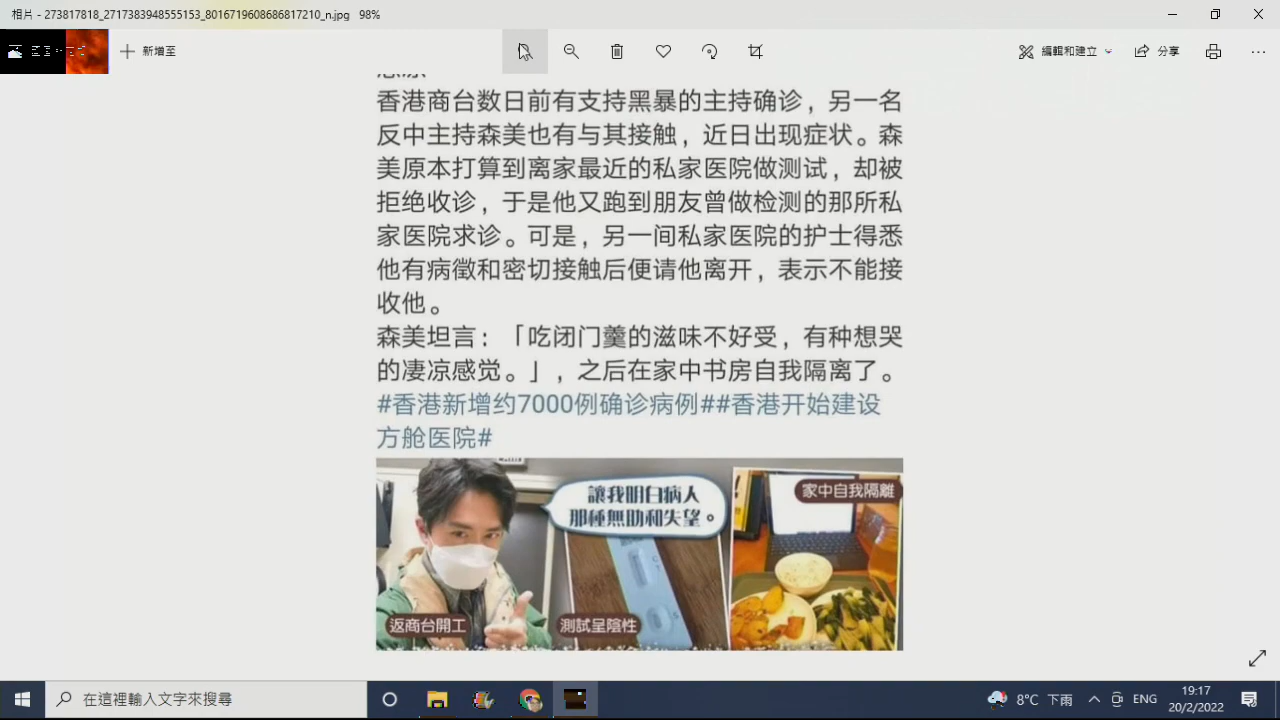 相片 - 273817818_2717383948555153_8016719608686817210_n.jpg 98%
新增至
編輯和建立
分享
香港商台数日前有支持黑暴的主持确诊，另一名
反中主持森美也有与其接触，近日出现症状。森
美原本打算到离家最近的私家医院做测试，却被
拒绝收诊，于是他又跑到朋友曾做检测的那所私
家医院求诊。可是，另一间私家医院的护士得悉
他有病徵和密切接触后便请他离开，表示不能接
收他。
森美坦言：「吃闭门羹的滋味不好受，有种想哭
的凄凉感觉。」，之后在家中书房自我隔离了。
#香港新增约7000例确诊病例##香港开始建设
方舱医院#
讓我明白病人
那種無助和失望。
家中自我隔離
返商台開工
測試呈陰性
在這裡輸入文字來搜尋
8°C 下雨
ENG
19:17
20/2/2022